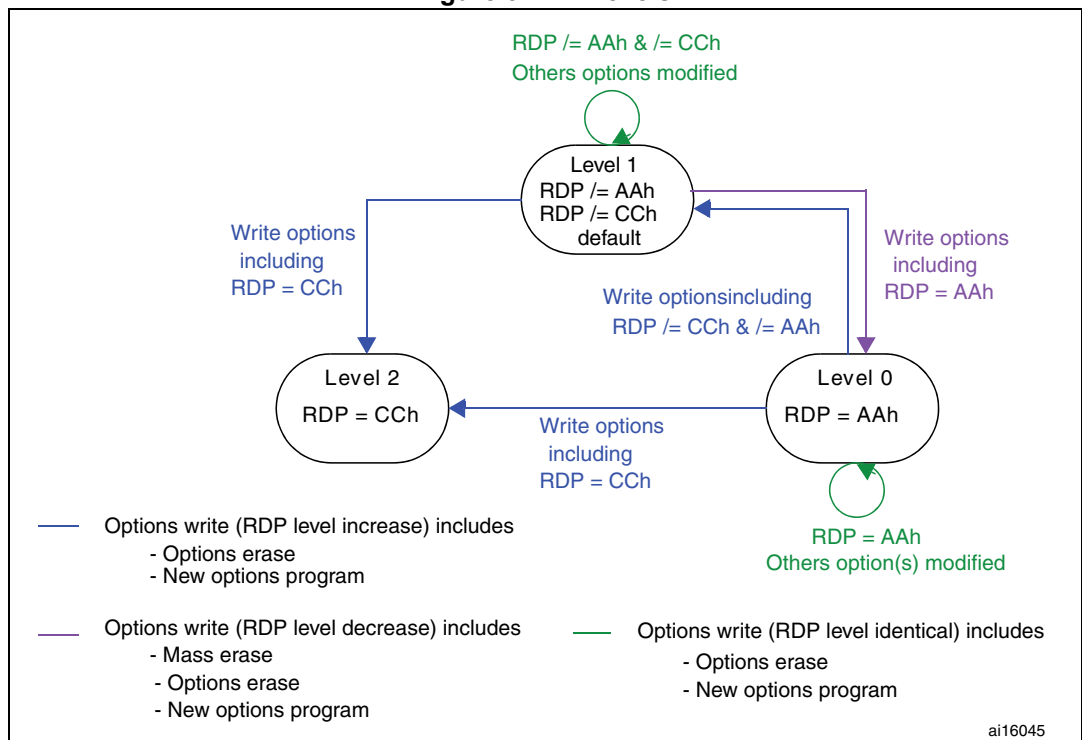 RDP /= AAh & /= CCh
Others options modified
Level 1
RDP /= AAh
RDP /= CCh
default
Write options
including
RDP = CCh
Write options
including
RDP = AAh
Write optionsincluding
RDP /= CCh & /= AAh
Level 2
RDP = CCh
Level 0
RDP = AAh
Write options
including
RDP = CCh
RDP = AAh
Others option(s) modified
Options write (RDP level increase) includes
- Options erase
- New options program
Options write (RDP level decrease) includes
- Mass erase
- Options erase
- New options program
Options write (RDP level identical) includes
- Options erase
- New options program
ai16045